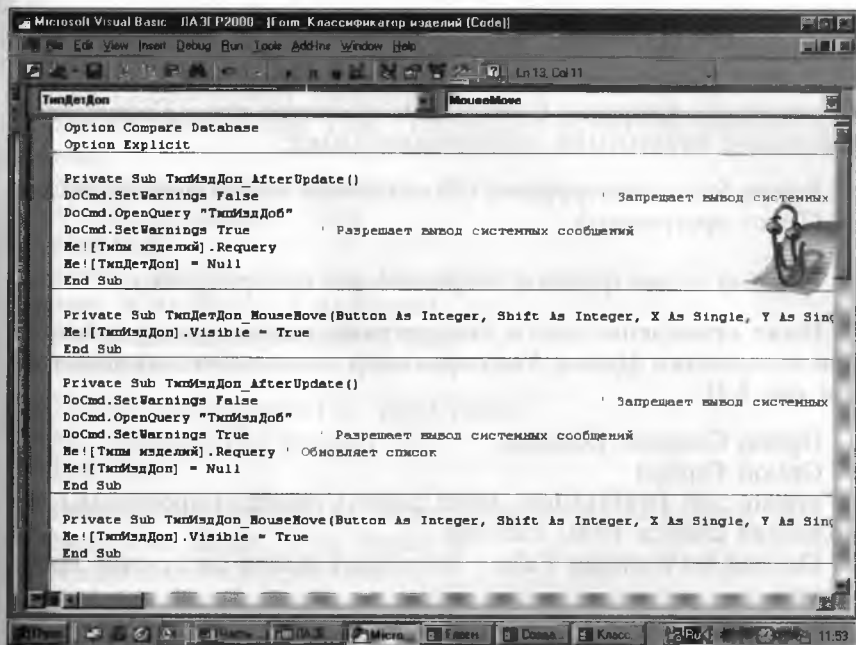 Microsoft Visual Basic ЛАЗЕР2000 [Form_Классификатор изделий (Code)]
File Edit View Insert Debug Run Tools Add-Ins Window Help
Ln 13, Col 11
ТипДетДоп MouseMove
Option Compare Database
Option Explicit
Private Sub ТипИздДоп_AfterUpdate()
DoCmd.SetWarnings False ' Запрещает вывод системных
DoCmd.OpenQuery "ТипИздДоб"
DoCmd.SetWarnings True ' Разрешает вывод системных сообщений
Me![Типы изделий].Requery
Me![ТипДетДоп] = Null
End Sub
Private Sub ТипДетДоп_MouseMove(Button As Integer, Shift As Integer, X As Single, Y As Sing
Me![ТипИздДоп].Visible = True
End Sub
Private Sub ТипИздДоп_AfterUpdate()
DoCmd.SetWarnings False ' Запрещает вывод системных
DoCmd.OpenQuery "ТипИздДоб"
DoCmd.SetWarnings True ' Разрешает вывод системных сообщений
Me![Типы изделий].Requery ' Обновляет список
Me![ТипИздДоп] = Null
End Sub
Private Sub ТипИздДоп_MouseMove(Button As Integer, Shift As Integer, X As Single, Y As Sing
Me![ТипИздДоп].Visible = True
End Sub
Micro... Созда... Класс... Ru 11:53